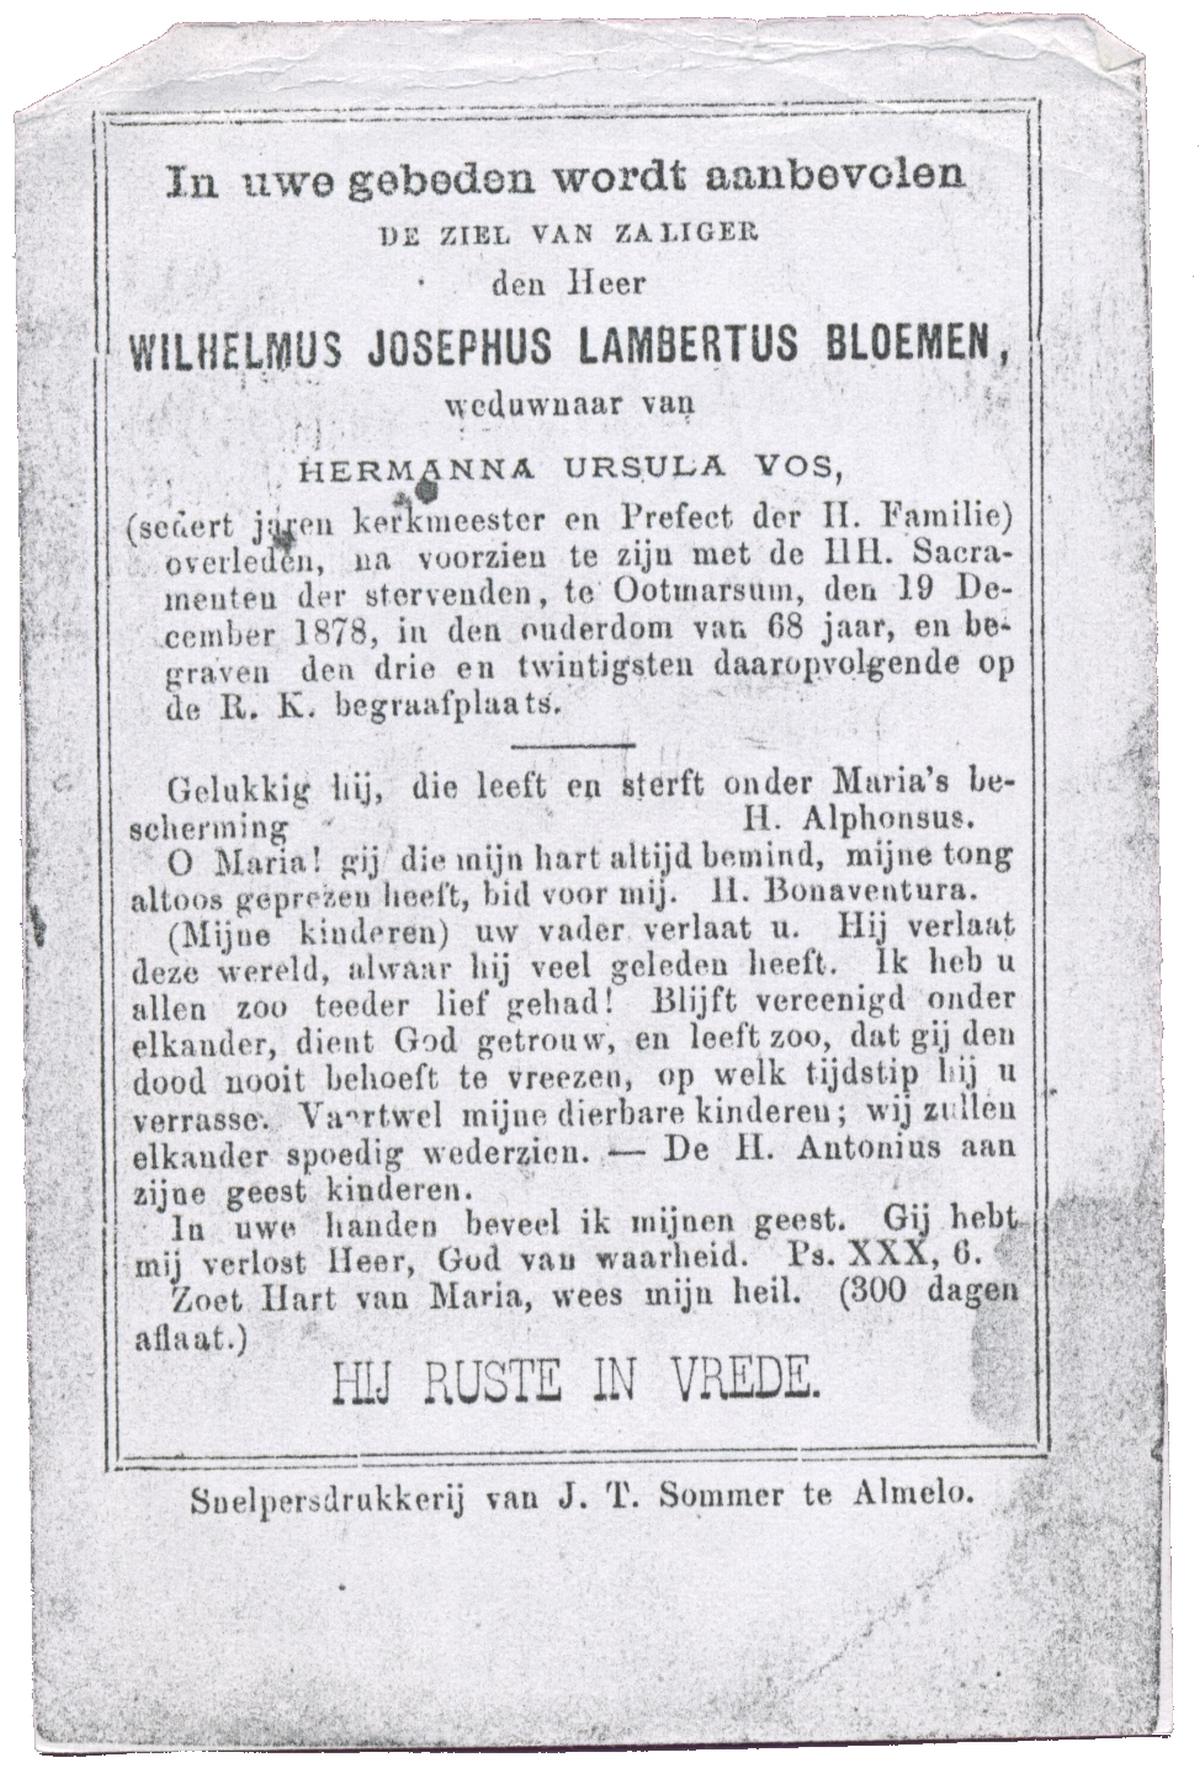 In uwe gebeden wordt aanbevolen
DE ZIEL VAN ZALIGER
den Heer
WILHELMUS JOSEPHUS LAMBERTUS BLOEMEN,
weduwnaar van
HERMANNA URSULA VOS,
(sedert jaren kerkmeester en Prefect der H. Familie)
overleden, na voorzien te zijn met de HH. Sacra-
menten der stervenden, te Ootmarsum, den 19 De-
cember 1878, in den ouderdom van 68 jaar, en be-
graven den drie en twintigsten daaropvolgende op
de R. K. begraafplaats.
Gelukkig hij, die leeft en sterft onder Maria's be-
scherming H. Alphonsus.
O Maria! gij die mijn hart altijd bemind, mijne tong
altoos geprezen heeft, bid voor mij. H. Bonaventura.
(Mijne kinderen) uw vader verlaat u. Hij verlaat
deze wereld, alwaar hij veel geleden heeft. Ik heb u
allen zoo teeder lief gehad! Blijft vereenigd onder
elkander, dient God getrouw, en leeft zoo, dat gij den
dood nooit behoeft te vreezen, op welk tijdstip hij u
verrasse. Vaartwel mijne dierbare kinderen; wij zullen
elkander spoedig wederzien. — De H. Antonius aan
zijne geest kinderen.
In uwe handen beveel ik mijnen geest. Gij hebt
mij verlost Heer, God van waarheid. Ps. XXX, 6.
Zoet Hart van Maria, wees mijn heil. (300 dagen
aflaat.)
HIJ RUSTE IN VREDE.
Snelpersdrukkerij van J. T. Sommer te Almelo.